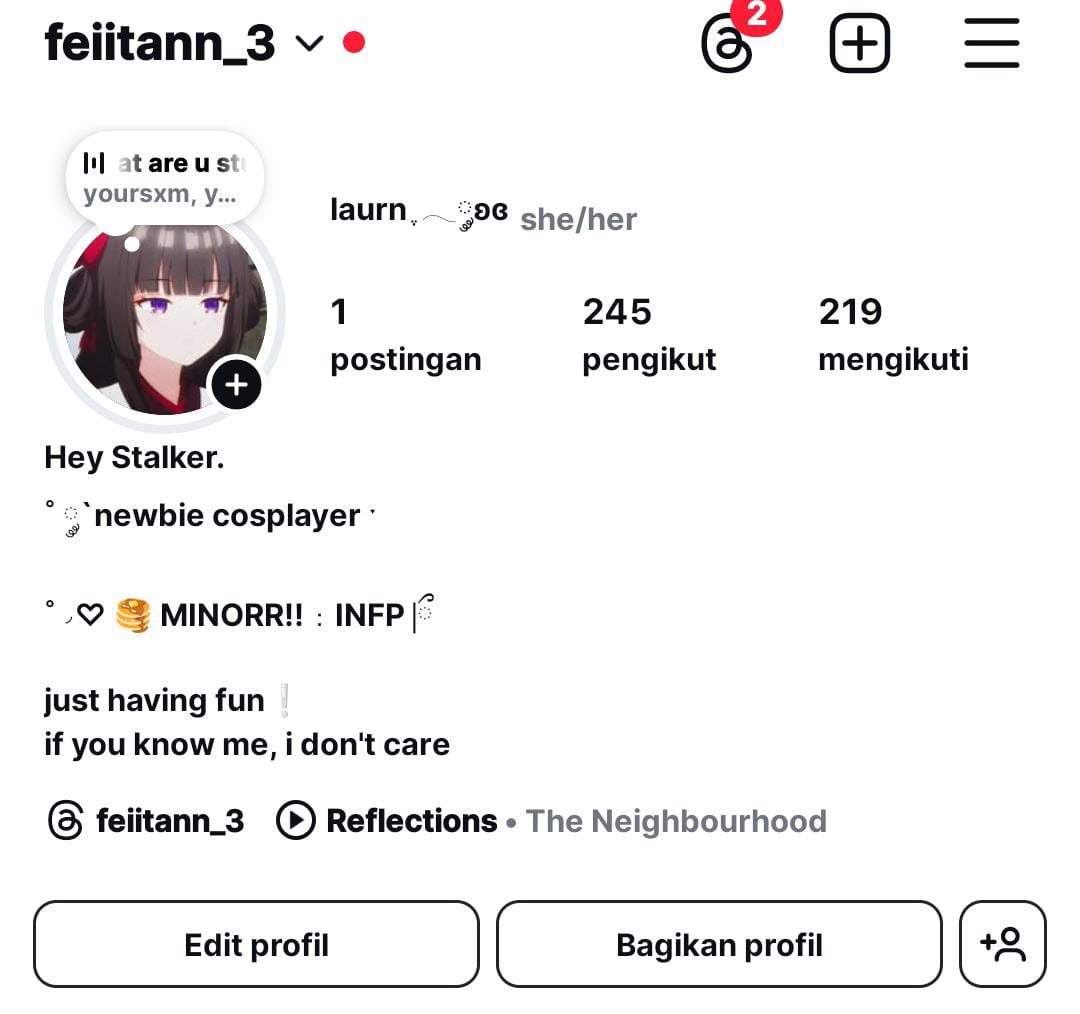 feiitann_3
2
at are u st
yoursxm, y...
laurn ʚɞ she/her
1 245 219
postingan pengikut mengikuti
Hey Stalker.
˚ ༘ `newbie cosplayer ˑ
˚ ◞♡ 🥞 MINORR!! : INFP |
just having fun ❕
if you know me, i don't care
feiitann_3 Reflections • The Neighbourhood
Edit profil Bagikan profil